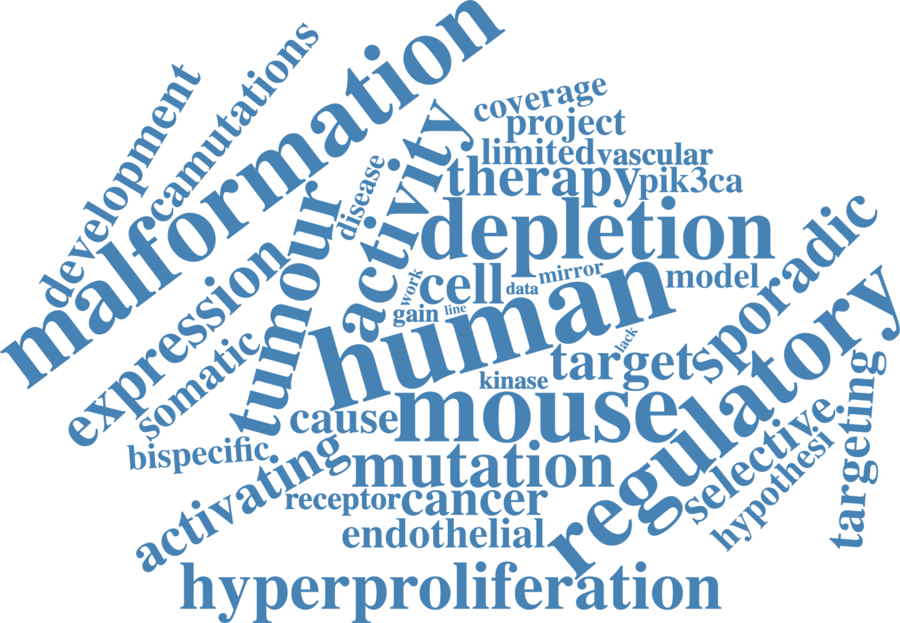 malformation
camutations
development
coverage
project
activity
limited
vascular
disease
therapy
pik3ca
tumour
depletion
sporadic
expression
work
cell
data
mirror
model
human
gain
line
regulatory
lack
target
somatic
kinase
mouse
targeting
cause
bispecific
activating
mutation
selective
hypothesi
receptor
cancer
endothelial
hyperproliferation